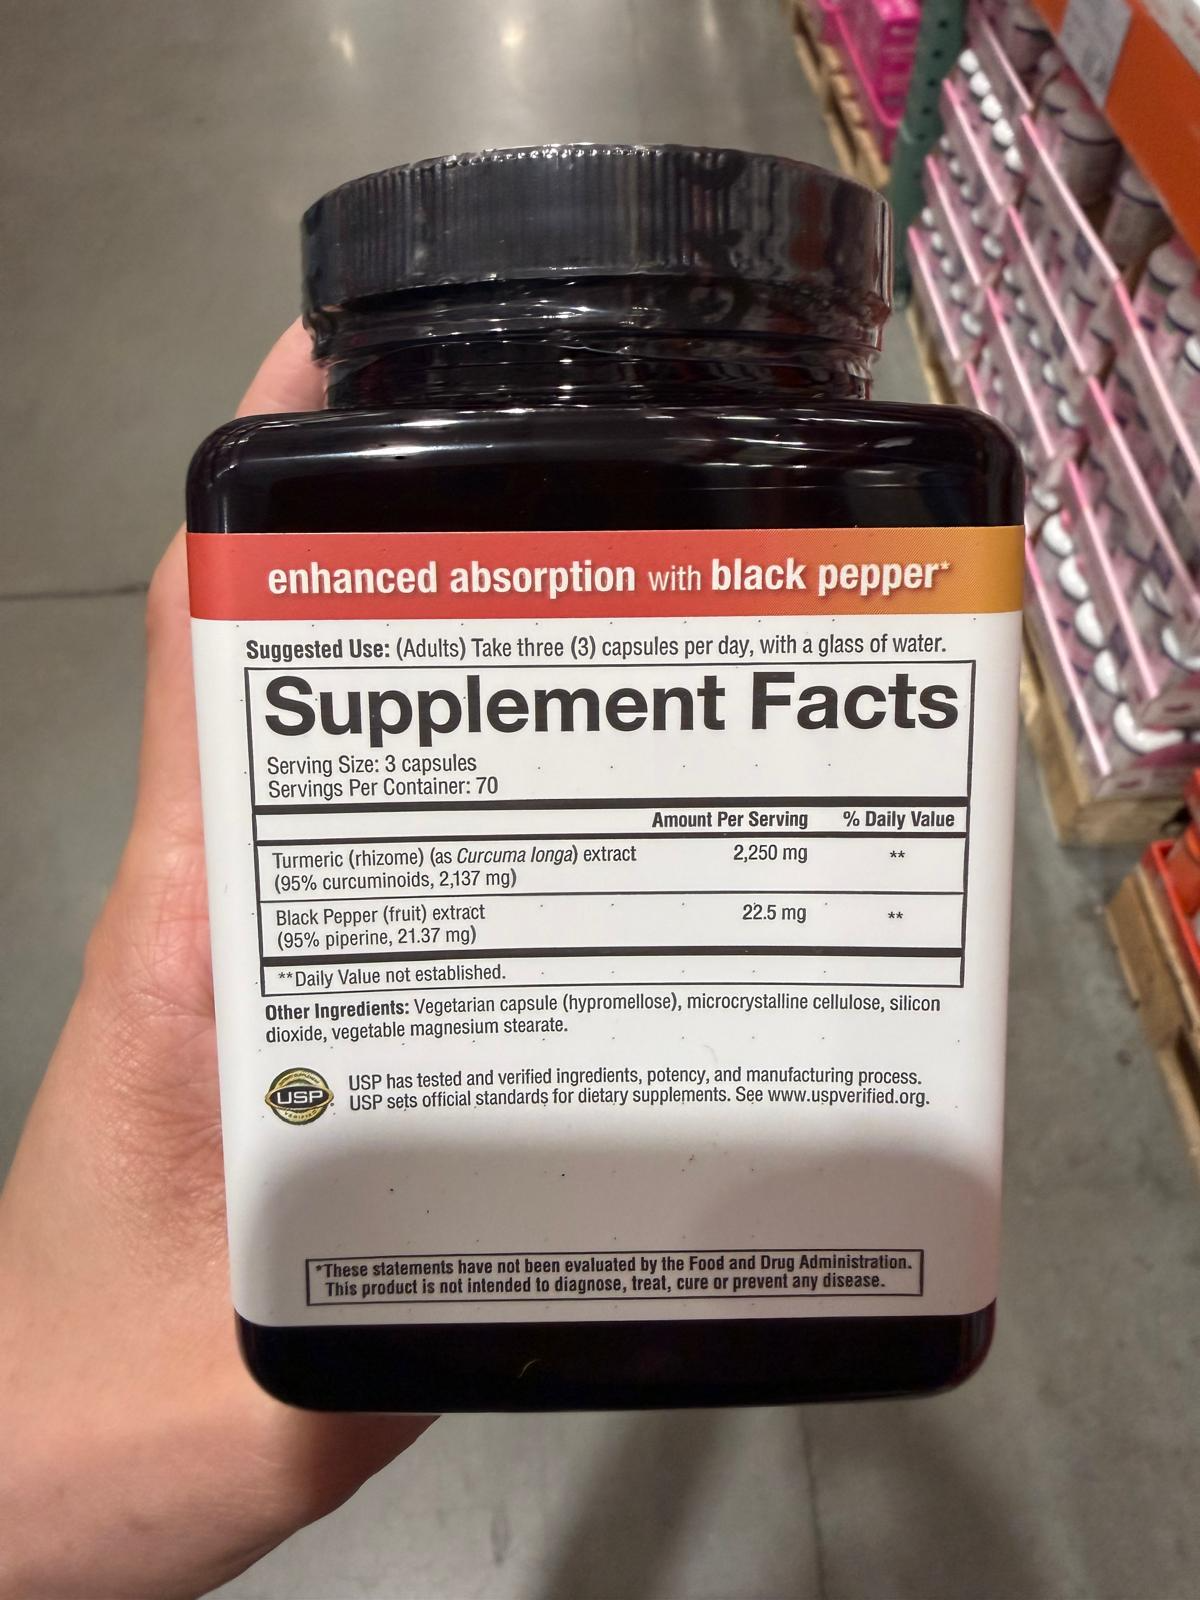 enhanced absorption with black pepper*
Suggested Use: (Adults) Take three (3) capsules per day, with a glass of water.
Supplement Facts
Serving Size: 3 capsules
Servings Per Container: 70
Amount Per Serving % Daily Value
Turmeric (rhizome) (as Curcuma longa) extract 2,250 mg **
(95% curcuminoids, 2,137 mg)
Black Pepper (fruit) extract 22.5 mg **
(95% piperine, 21.37 mg)
**Daily Value not established.
Other Ingredients: Vegetarian capsule (hypromellose), microcrystalline cellulose, silicon
dioxide, vegetable magnesium stearate.
USP
VERIFIED
USP has tested and verified ingredients, potency, and manufacturing process.
USP sets official standards for dietary supplements. See www.uspverified.org.
*These statements have not been evaluated by the Food and Drug Administration.
This product is not intended to diagnose, treat, cure or prevent any disease.